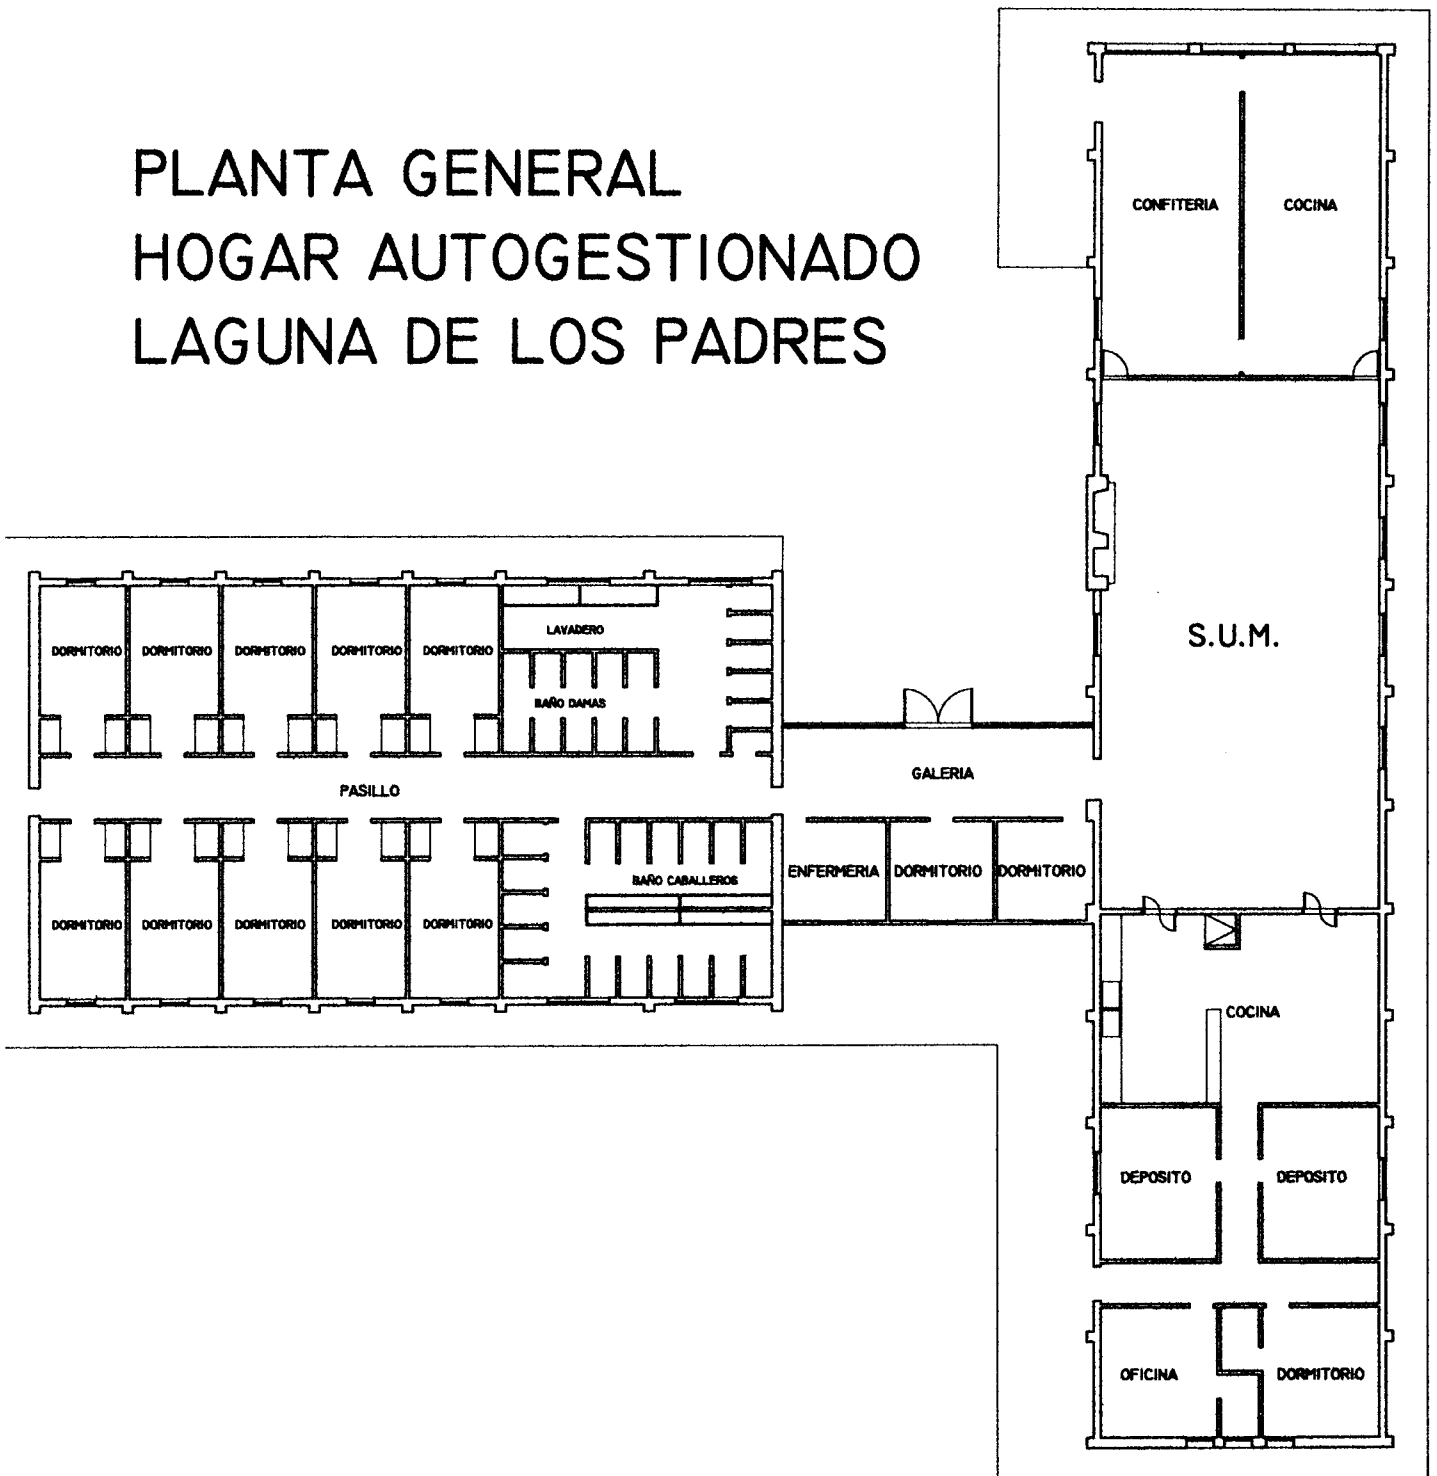 PLANTA GENERAL
HOGAR AUTOGESTIONADO
LAGUNA DE LOS PADRES
CONFITERIA
COCINA
S.U.M.
DORMITORIO
DORMITORIO
DORMITORIO
DORMITORIO
DORMITORIO
LAVADERO
BAÑO DAMAS
PASILLO
GALERIA
DORMITORIO
DORMITORIO
DORMITORIO
DORMITORIO
DORMITORIO
BAÑO CABALLEROS
ENFERMERIA
DORMITORIO
DORMITORIO
COCINA
DEPOSITO
DEPOSITO
OFICINA
DORMITORIO